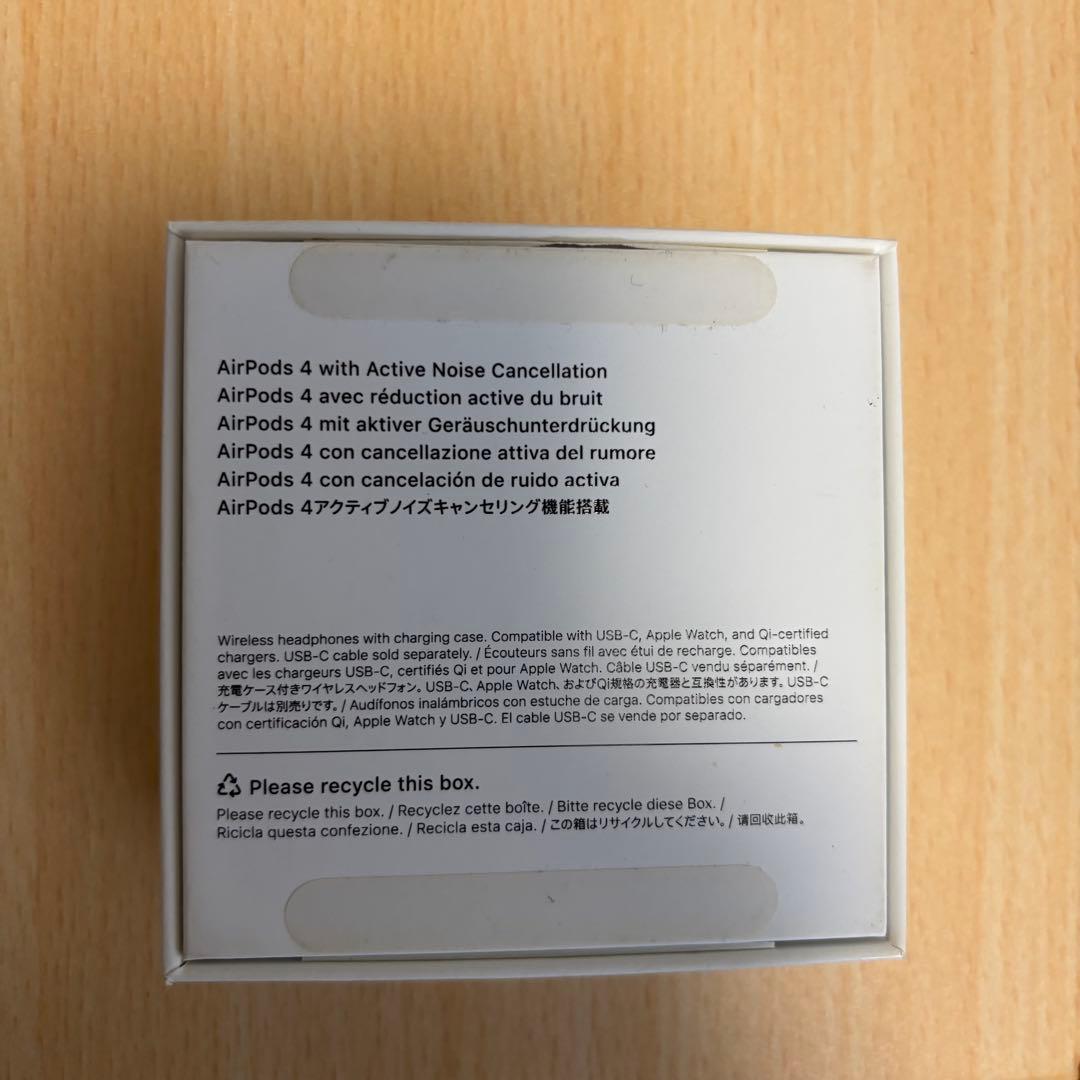 AirPods 4 with Active Noise Cancellation
AirPods 4 avec réduction active du bruit
AirPods 4 mit aktiver Geräuschunterdrückung
AirPods 4 con cancellazione attiva del rumore
AirPods 4 con cancelación de ruido activa
AirPods 4アクティブノイズキャンセリング機能搭載
Wireless headphones with charging case. Compatible with USB-C, Apple Watch, and Qi-certified
chargers. USB-C cable sold separately. / Écouteurs sans fil avec étui de recharge. Compatibles
avec les chargeurs USB-C, certifiés Qi et pour Apple Watch. Câble USB-C vendu séparément. /
充電ケース付きワイヤレスヘッドフォン。USB-C、Apple Watch、およびQi規格の充電器と互換性があります。USB-C
ケーブルは別売りです。/ Audífonos inalámbricos con estuche de carga. Compatibles con cargadores
con certificación Qi, Apple Watch y USB-C. El cable USB-C se vende por separado.
Please recycle this box.
Please recycle this box. / Recyclez cette boîte. / Bitte recycle diese Box. /
Ricicla questa confezione. / Recicla esta caja. / この箱はリサイクルしてください。/ 请回收此箱。